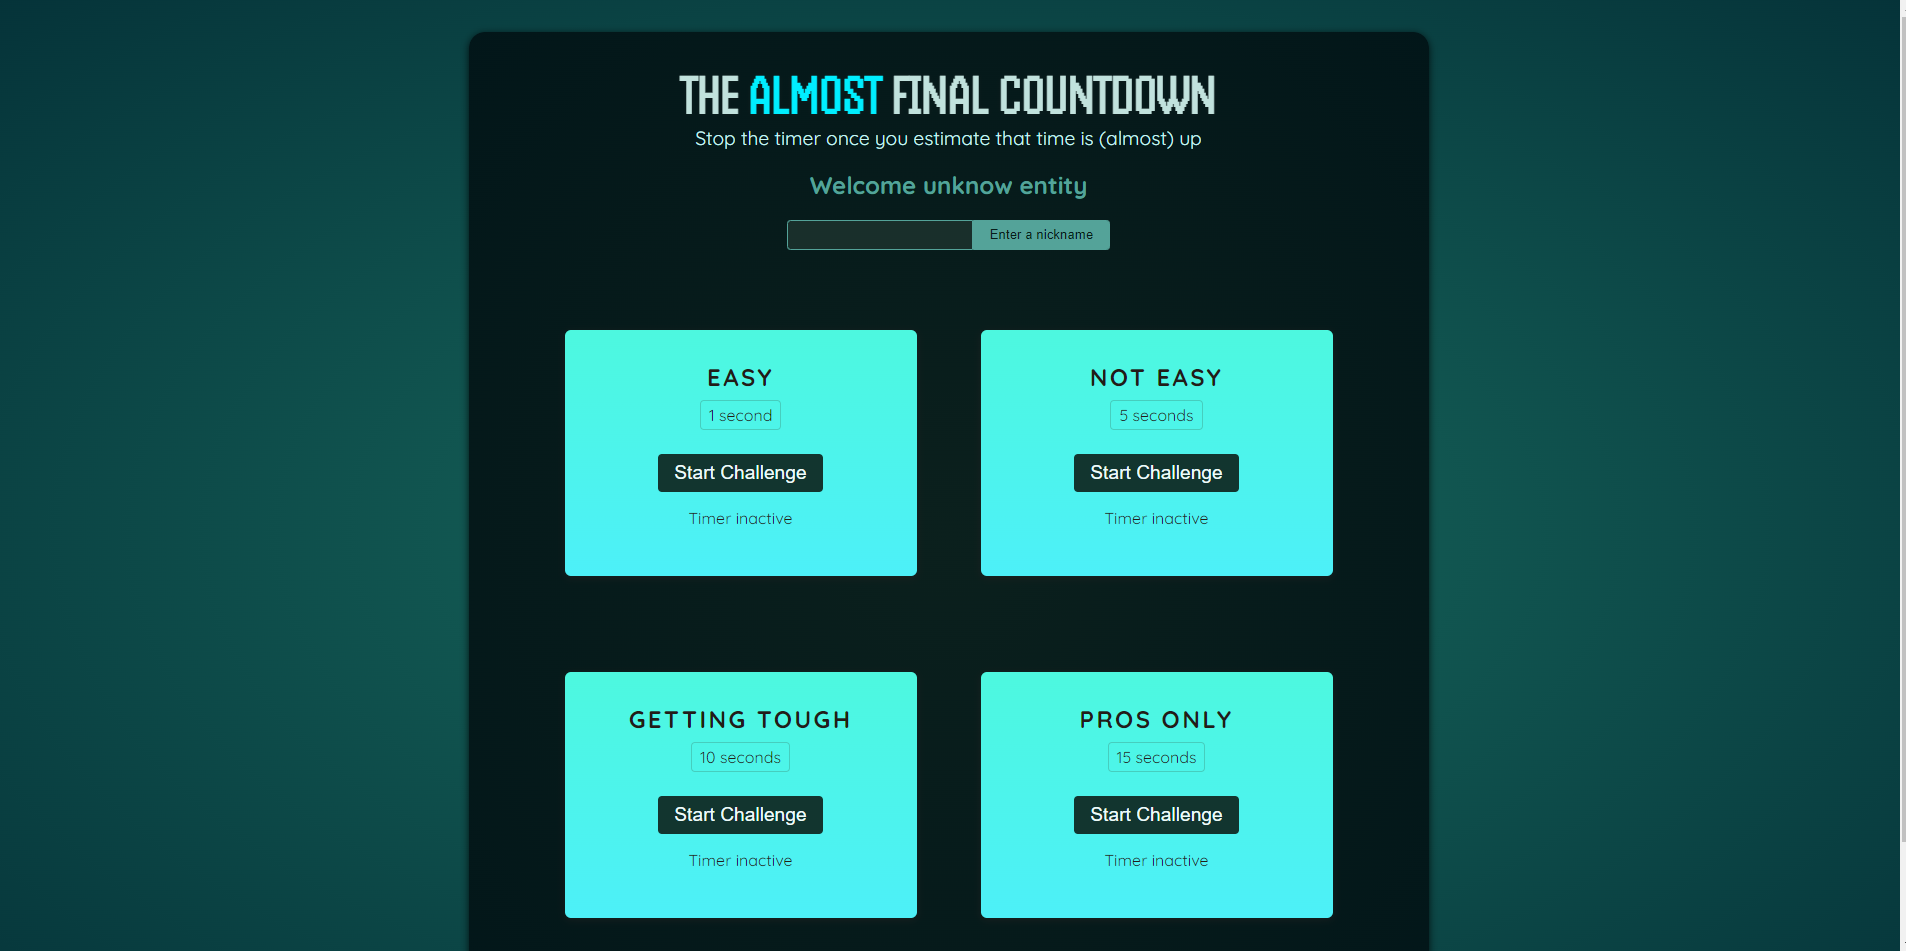 THE ALMOST FINAL COUNTDOWN
Stop the timer once you estimate that time is (almost) up
Welcome unknow entity
Enter a nickname
EASY
1 second
Start Challenge
Timer inactive
NOT EASY
5 seconds
Start Challenge
Timer inactive
GETTING TOUGH
10 seconds
Start Challenge
Timer inactive
PROS ONLY
15 seconds
Start Challenge
Timer inactive